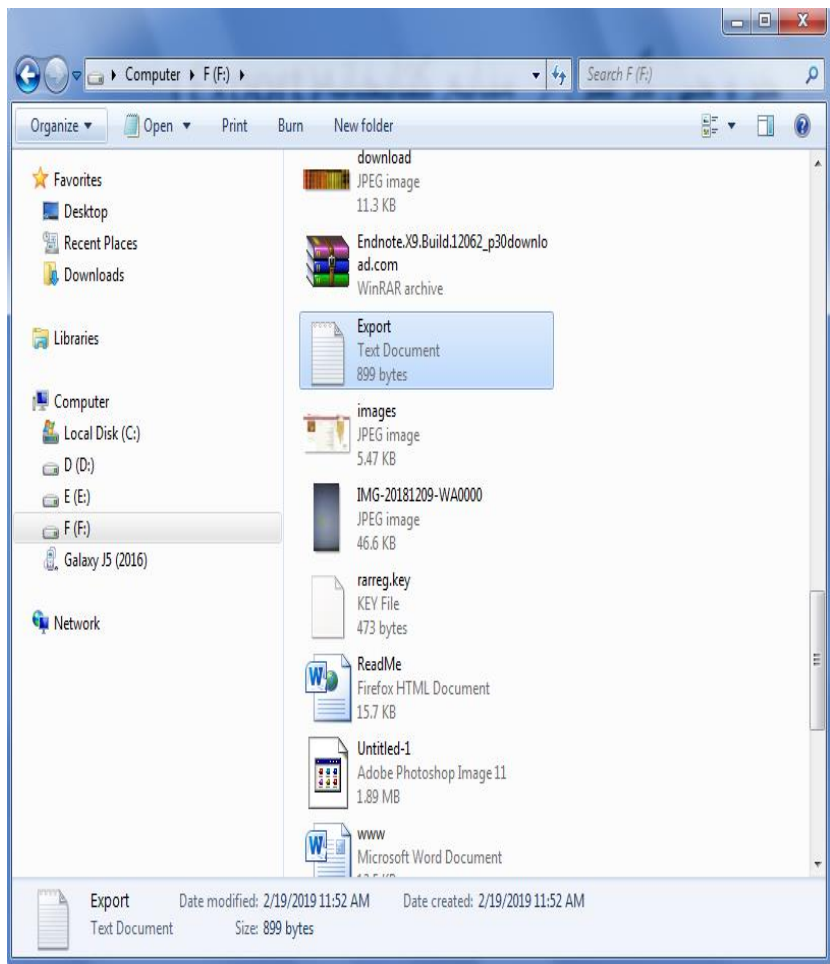 Computer F (F:)
Search F (F:)
Organize Open Print Burn New folder
Favorites
Desktop
Recent Places
Downloads
Libraries
Computer
Local Disk (C:)
D (D:)
E (E:)
F (F:)
Galaxy J5 (2016)
Network
download
JPEG image
11.3 KB
Endnote.X9.Build.12062_p30downlo
ad.com
WinRAR archive
Export
Text Document
899 bytes
images
JPEG image
5.47 KB
IMG-20181209-WA0000
JPEG image
46.6 KB
rarreg.key
KEY File
473 bytes
ReadMe
Firefox HTML Document
15.7 KB
Untitled-1
Adobe Photoshop Image 11
1.89 MB
www
Microsoft Word Document
Export Date modified: 2/19/2019 11:52 AM Date created: 2/19/2019 11:52 AM
Text Document Size: 899 bytes